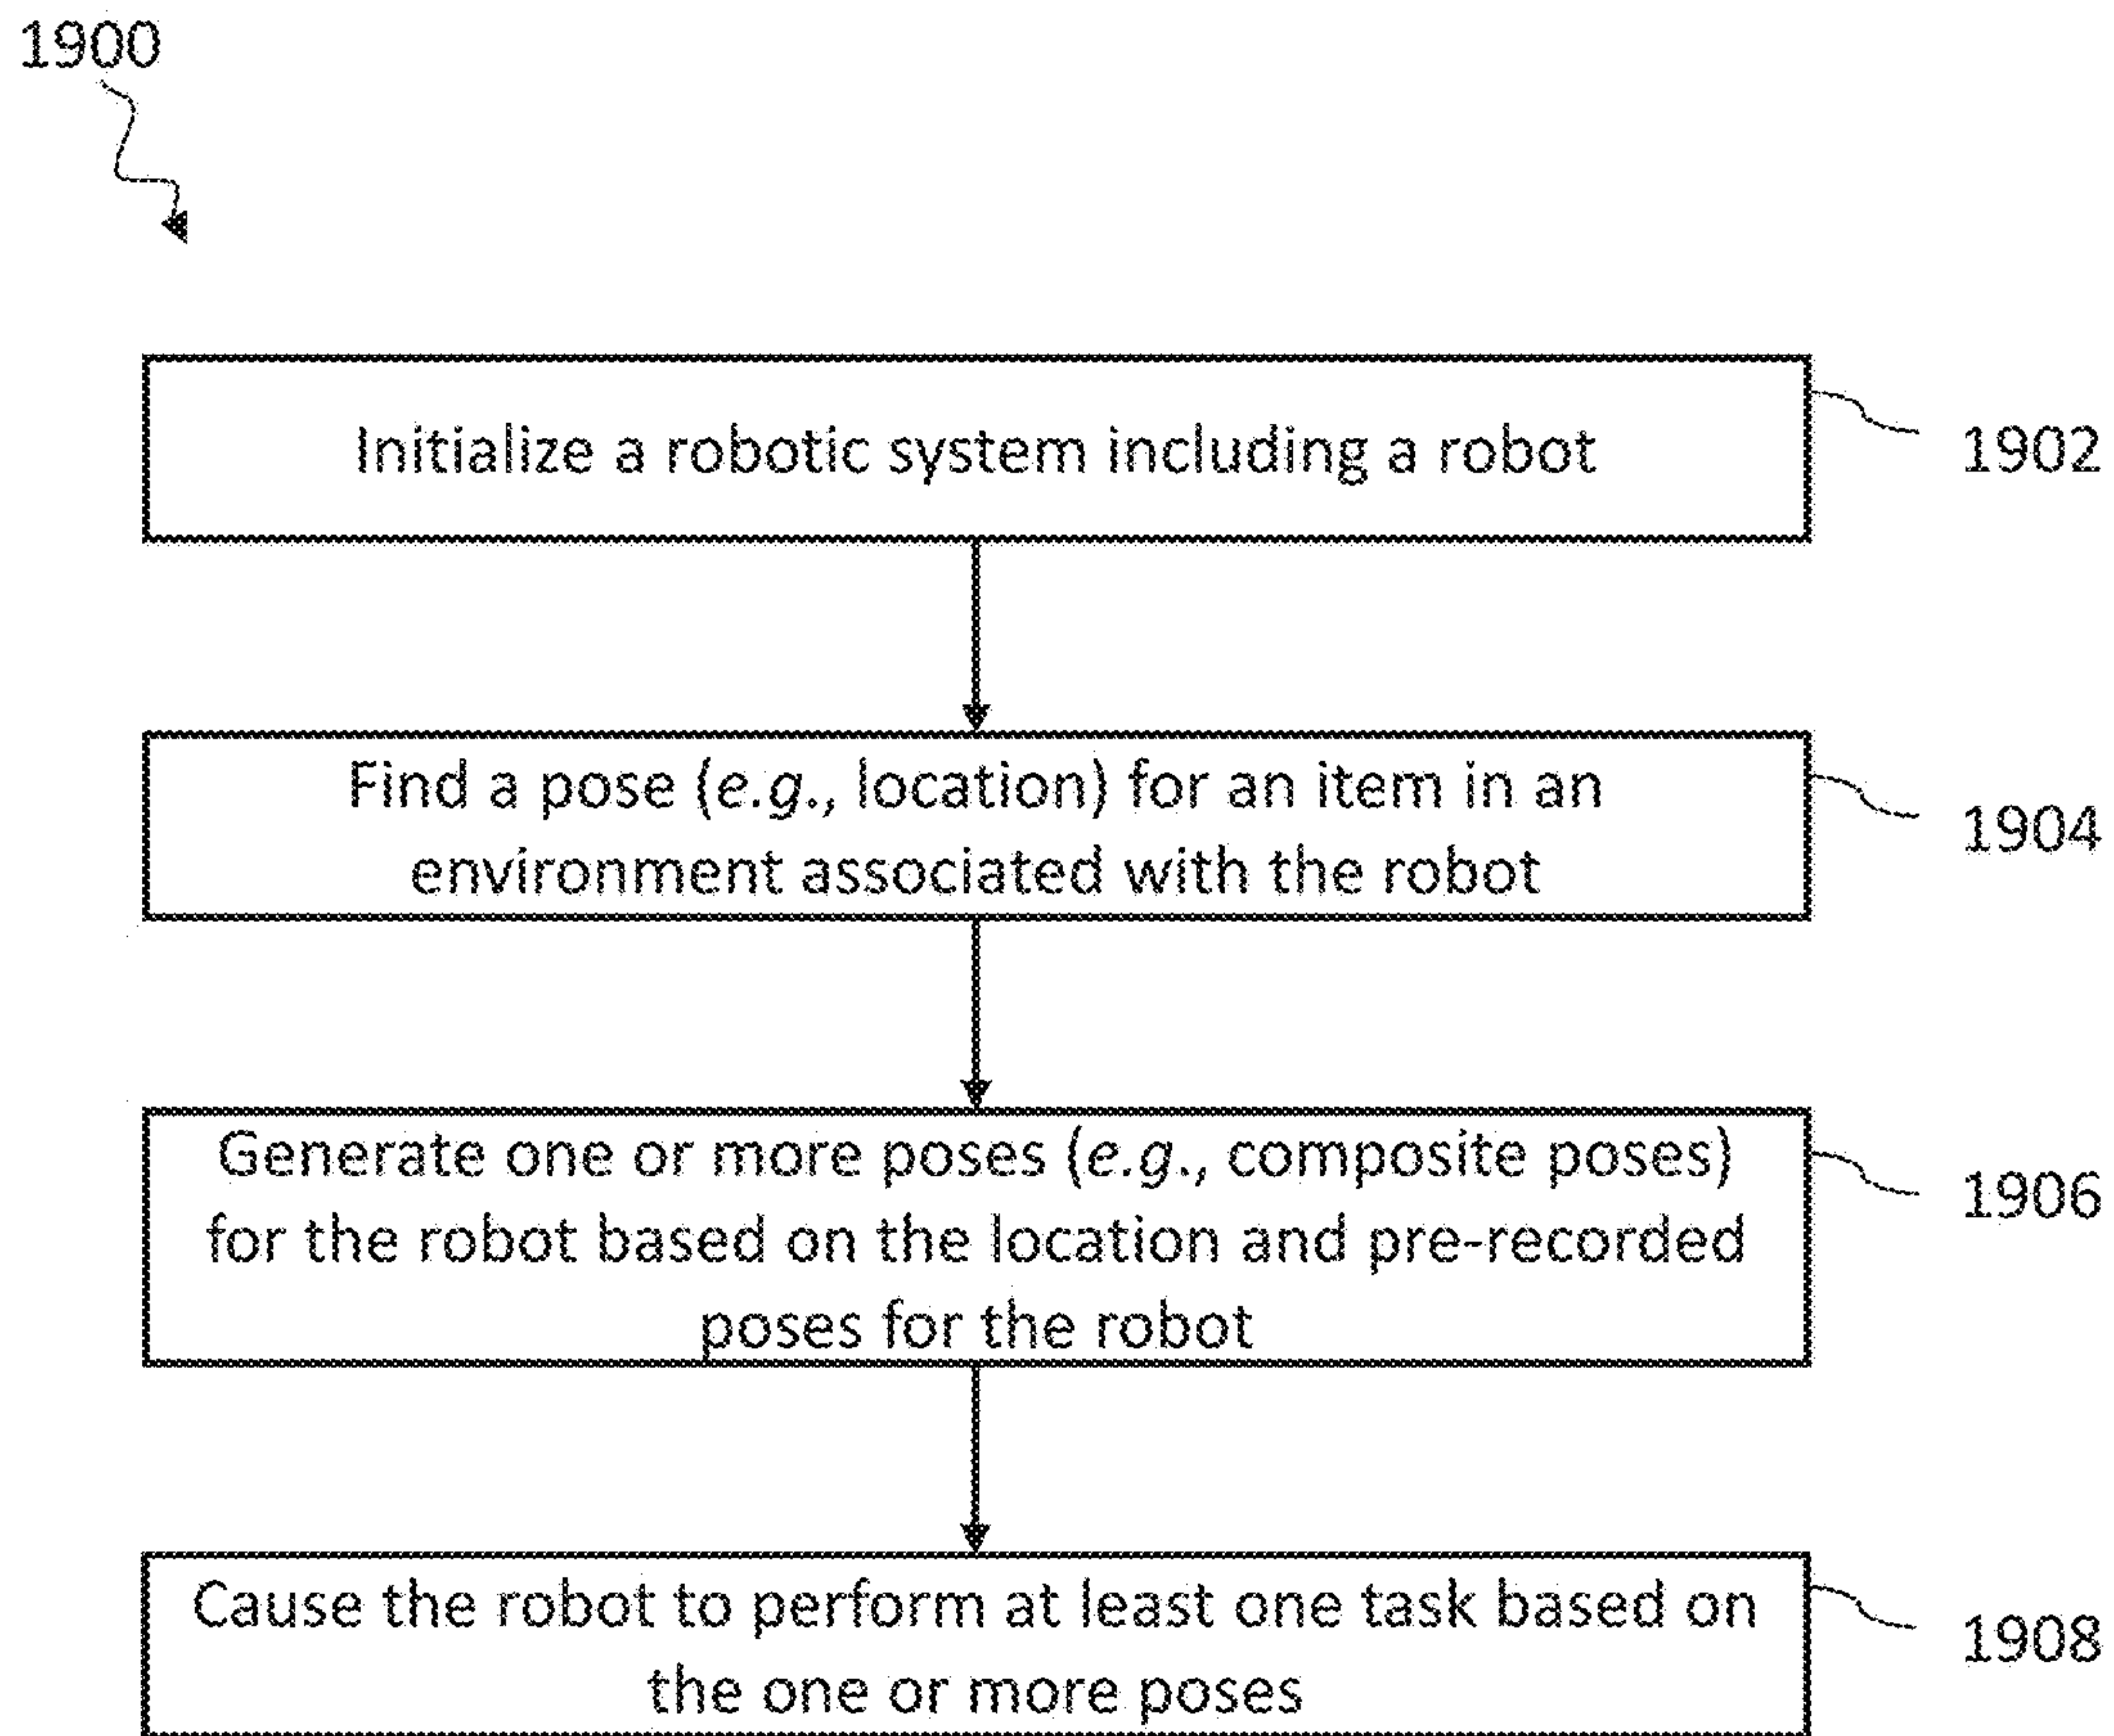 1900
Initialize a robotic system including a robot
1902
Find a pose (e.g., location) for an item in an
environment associated with the robot
1904
Generate one or more poses (e.g., composite poses)
for the robot based on the location and pre-recorded
poses for the robot
1906
Cause the robot to perform at least one task based on
the one or more poses
1908